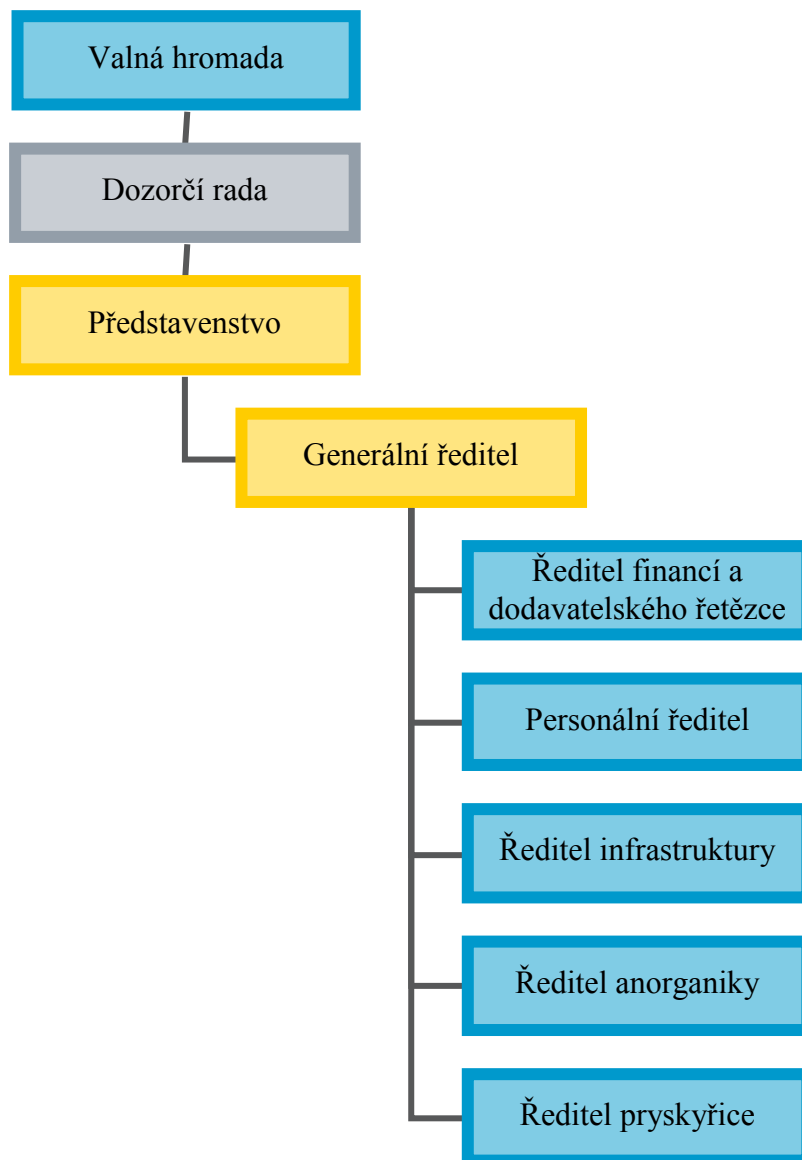 Valná hromada
Dozorčí rada
Představenstvo
Generální ředitel
Ředitel financí a
dodavatelského řetězce
Personální ředitel
Ředitel infrastruktury
Ředitel anorganiky
Ředitel pryskyřice